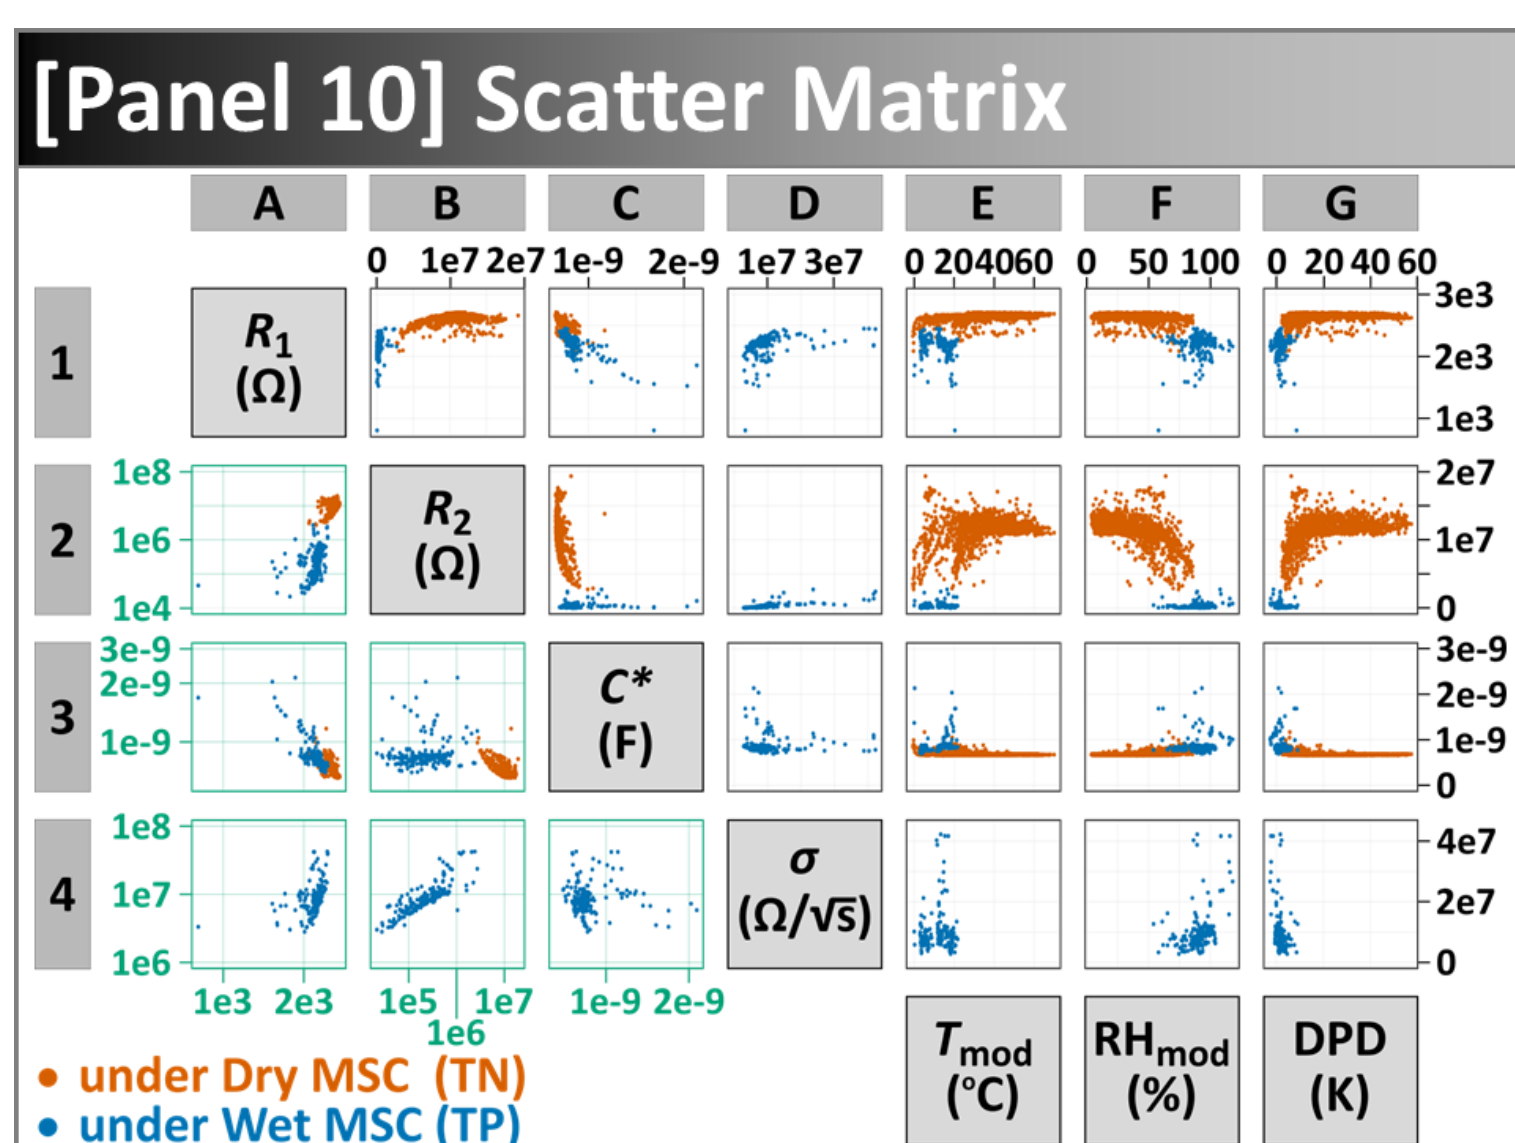 [Panel 10] Scatter Matrix
A B C D E F G
0 1e7 2e7 1e-9 2e-9 1e7 3e7 0 20 40 60 0 50 100 0 20 40 60
1 R1 (Ω) 3e3 2e3 1e3
2 1e8 1e6 1e4 R2 (Ω) 2e7 1e7 0
3 3e-9 2e-9 1e-9 C* (F) 3e-9 2e-9 1e-9 0
4 1e8 1e7 1e6 σ (Ω/√s) 4e7 2e7 0
1e3 2e3 1e5 1e6 1e7 1e-9 2e-9
Tmod (°C) RHmod (%) DPD (K)
• under Dry MSC (TN)
• under Wet MSC (TP)